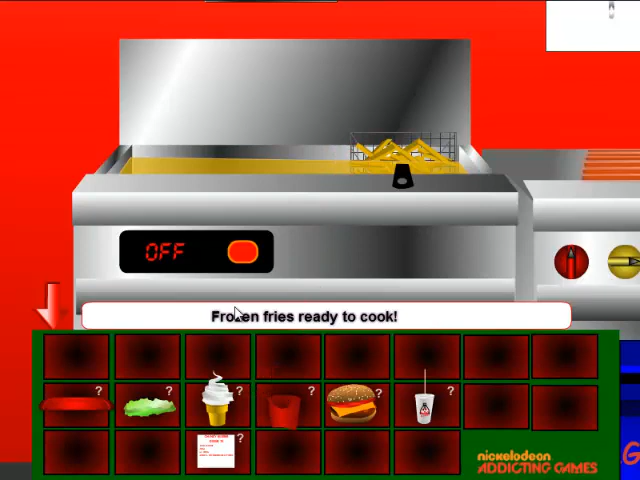 OFF
Frozen fries ready to cook!
?
?
?
?
?
?
?
nickelodeon
ADDICTING GAMES
G